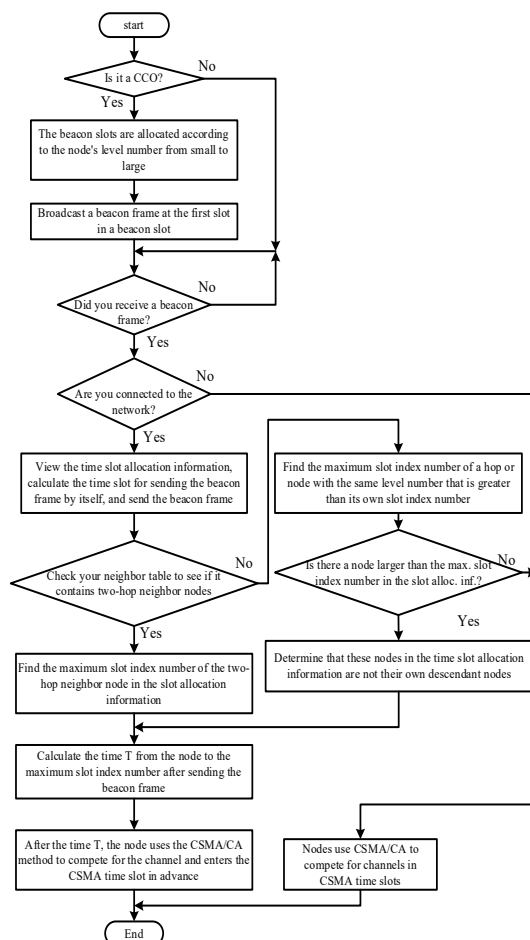 start
Is it a CCO?
No
Yes
The beacon slots are allocated according
to the node's level number from small to
large
Broadcast a beacon frame at the first slot
in a beacon slot
Did you receive a beacon
frame?
No
Yes
Are you connected to the
network?
No
Yes
View the time slot allocation information,
calculate the time slot for sending the beacon
frame by itself, and send the beacon frame
Find the maximum slot index number of a hop or
node with the same level number that is greater
than its own slot index number
Check your neighbor table to see if it
contains two-hop neighbor nodes
No
Yes
Is there a node larger than the max. slot
index number in the slot alloc. inf.?
No
Yes
Find the maximum slot index number of the two-
hop neighbor node in the slot allocation
information
Determine that these nodes in the time slot allocation
information are not their own descendant nodes
Calculate the time T from the node to the
maximum slot index number after sending the
beacon frame
After the time T, the node uses the CSMA/CA
method to compete for the channel and enters the
CSMA time slot in advance
Nodes use CSMA/CA to
compete for channels in
CSMA time slots
End